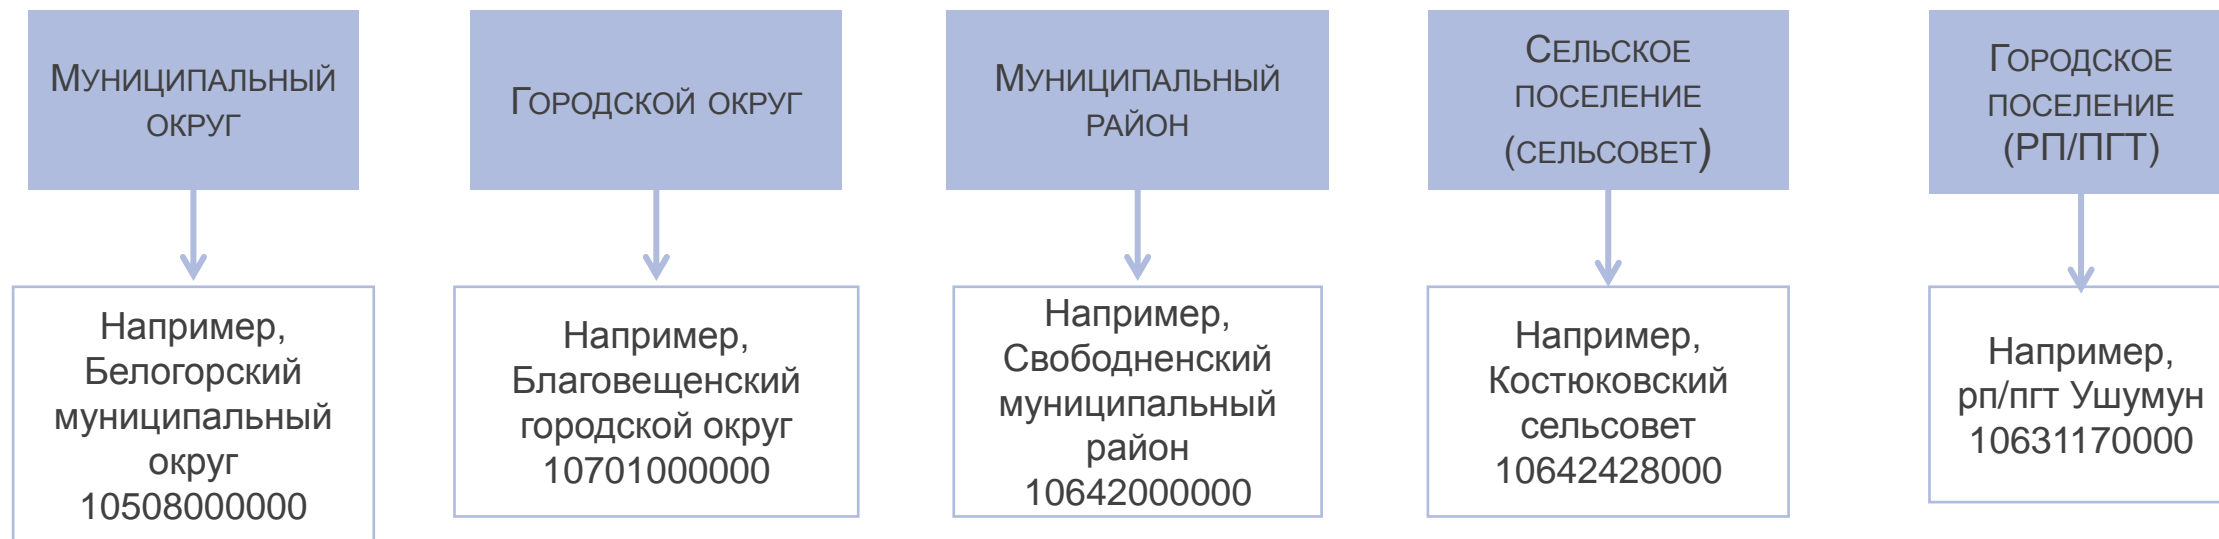 Муниципальный
округ
Городской округ
Муниципальный
район
Сельское
поселение
(сельсовет)
Городское
поселение
(РП/ПГТ)
Например,
Белогорский
муниципальный
округ
10508000000
Например,
Благовещенский
городской округ
10701000000
Например,
Свободненский
муниципальный
район
10642000000
Например,
Костюковский
сельсовет
10642428000
Например,
рп/пгт Ушумун
10631170000